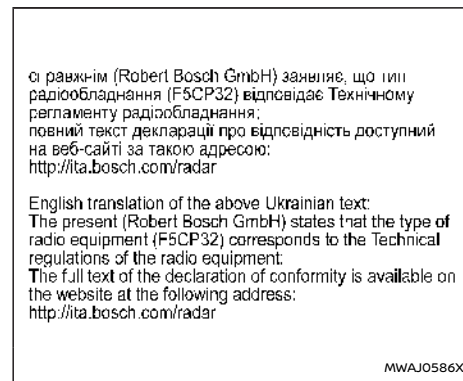 справжнім (Robert Bosch GmbH) заявляє, що тип
радіообладнання (F5CP32) відповідає Технічному
регламенту радіообладнання;
повний текст декларації про відповідність доступний
на веб-сайті за такою адресою:
http://ita.bosch.com/radar
English translation of the above Ukrainian text:
The present (Robert Bosch GmbH) states that the type of
radio equipment (F5CP32) corresponds to the Technical
regulations of the radio equipment;
The full text of the declaration of conformity is available on
the website at the following address:
http://ita.bosch.com/radar
MWAJ0586X